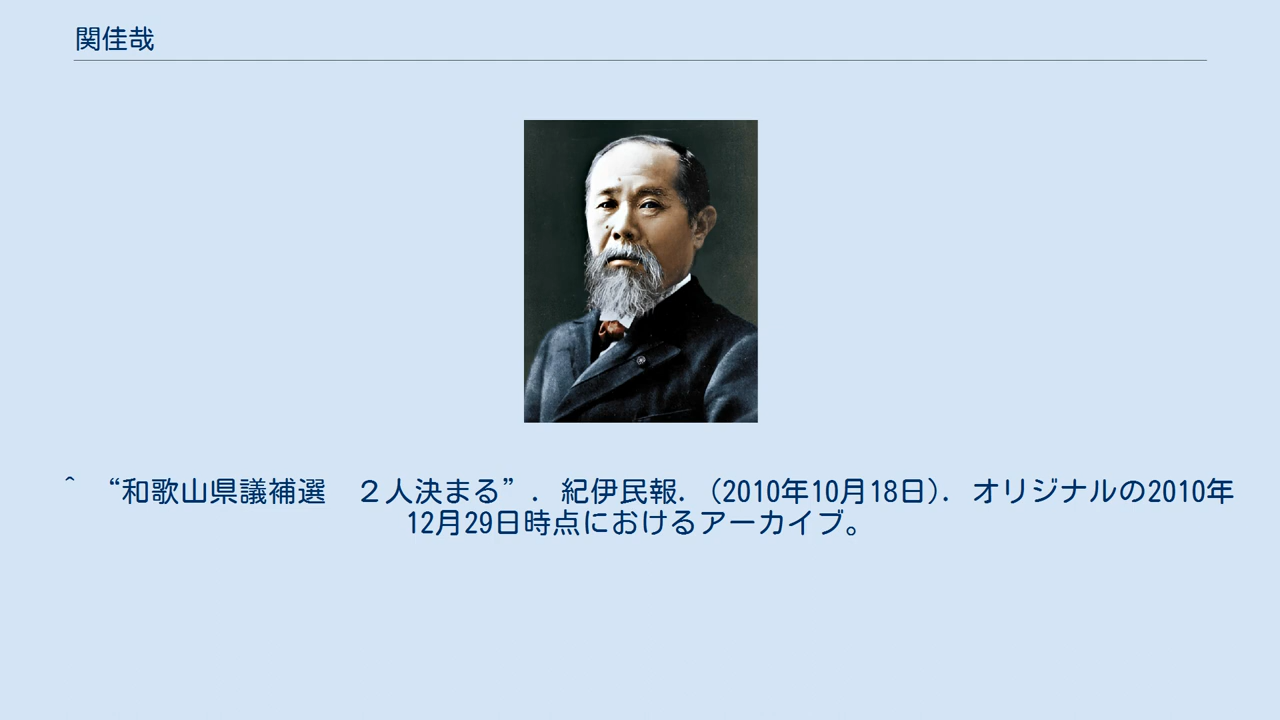 関佳哉
^ “和歌山県議補選　２人決まる”. 紀伊民報. (2010年10月18日). オリジナルの2010年
12月29日時点におけるアーカイブ。